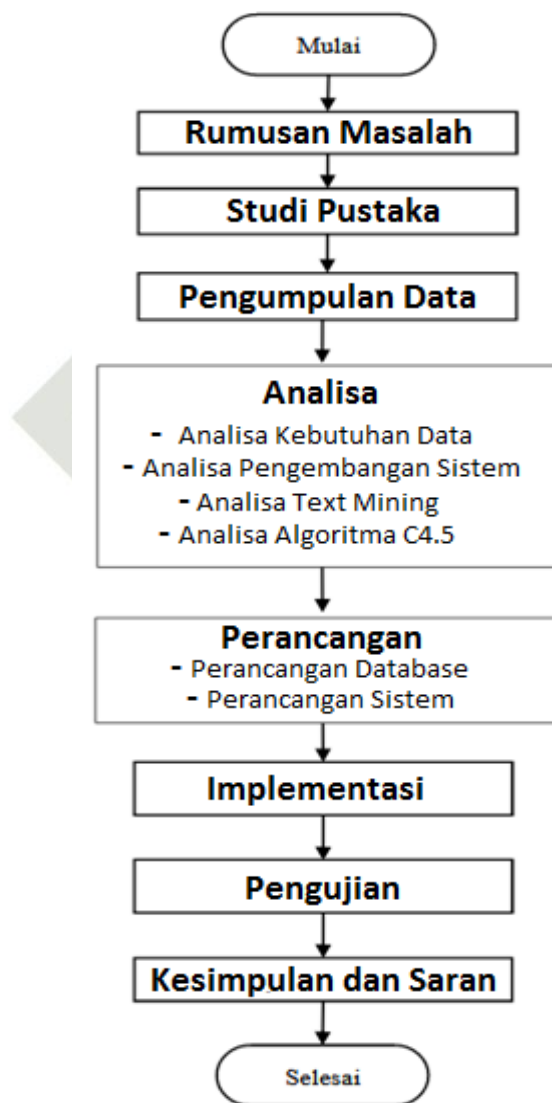 Mulai
Rumusan Masalah
Studi Pustaka
Pengumpulan Data
Analisa
- Analisa Kebutuhan Data
- Analisa Pengembangan Sistem
- Analisa Text Mining
- Analisa Algoritma C4.5
Perancangan
- Perancangan Database
- Perancangan Sistem
Implementasi
Pengujian
Kesimpulan dan Saran
Selesai